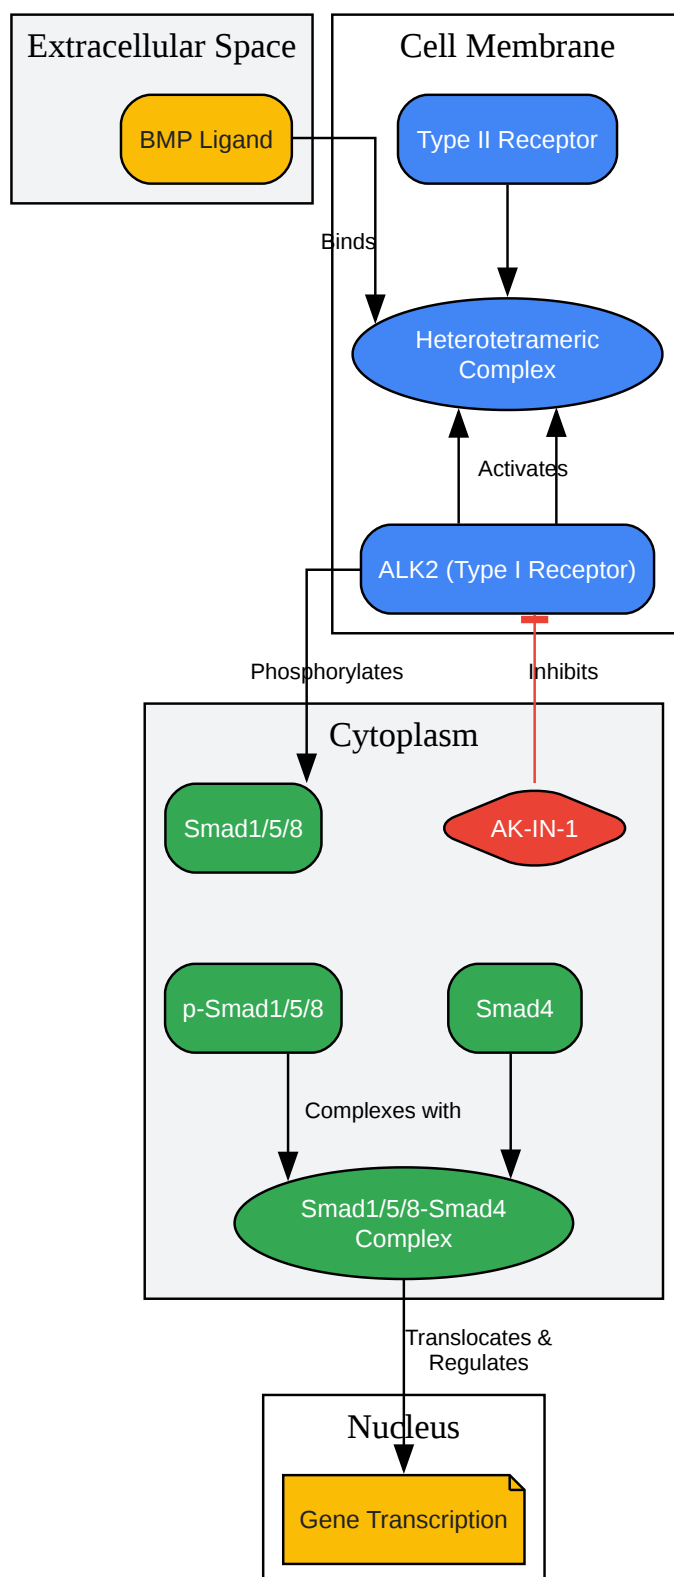 Extracellular Space
Cell Membrane
BMP Ligand
Type II Receptor
Binds
Heterotetrameric
Complex
Activates
ALK2 (Type I Receptor)
Phosphorylates
Inhibits
Cytoplasm
Smad1/5/8
AK-IN-1
p-Smad1/5/8
Smad4
Complexes with
Smad1/5/8-Smad4
Complex
Translocates &
Regulates
Nucleus
Gene Transcription